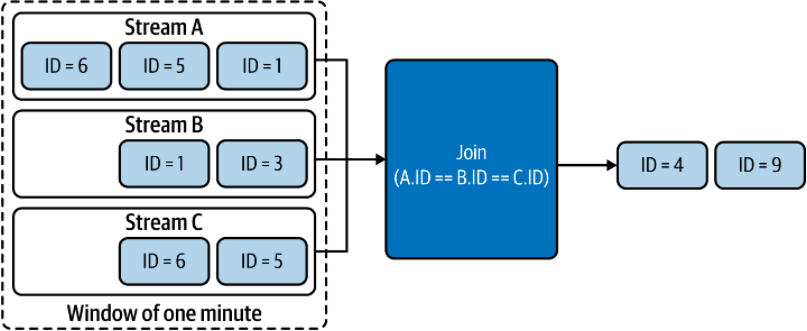 Stream A
ID = 6
ID = 5
ID = 1
Stream B
ID = 1
ID = 3
Stream C
ID = 6
ID = 5
Window of one minute
Join
(A.ID == B.ID == C.ID)
ID = 4
ID = 9